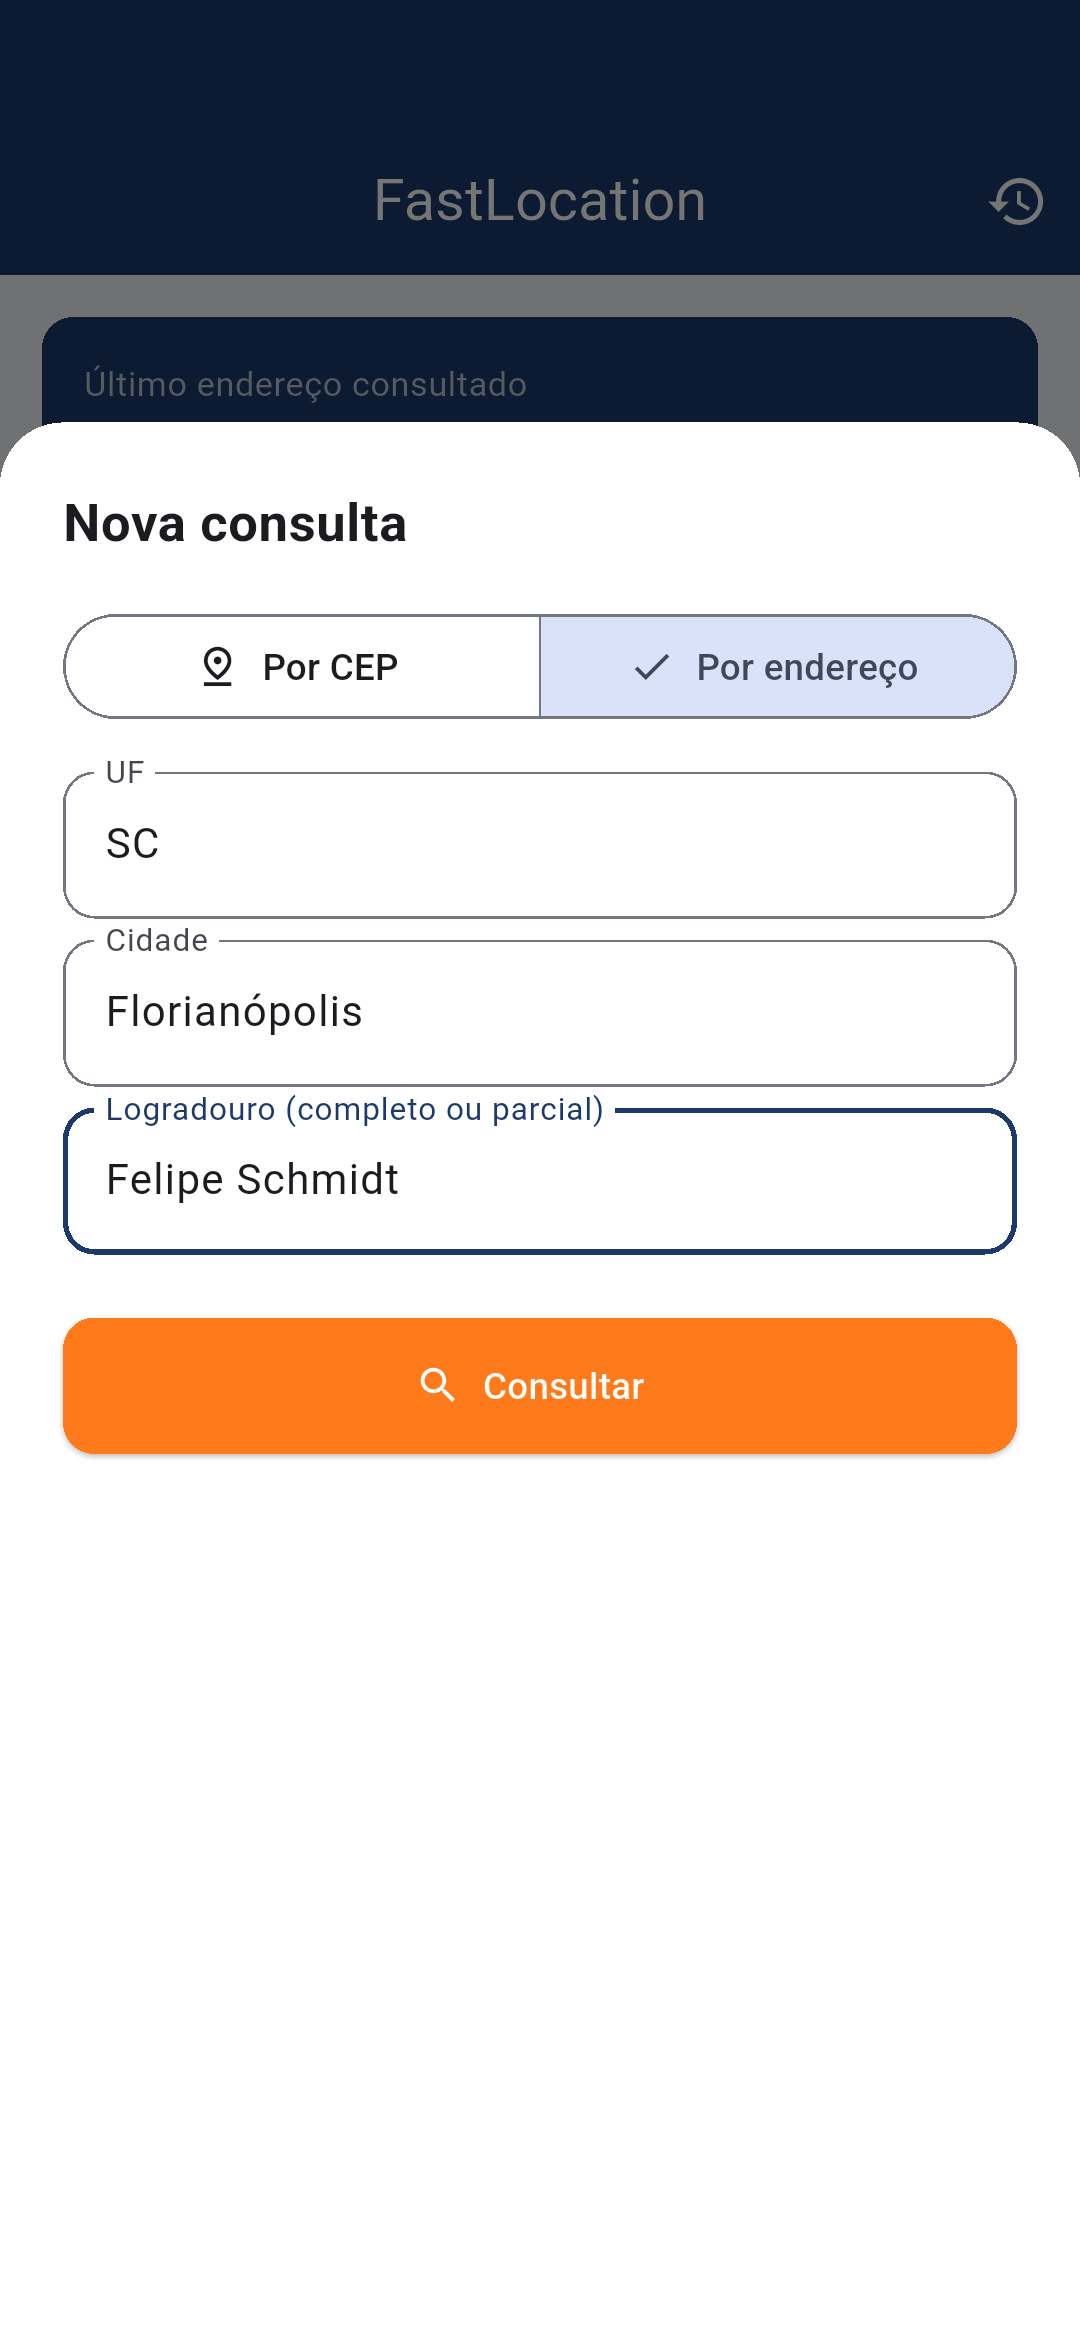 FastLocation
Último endereço consultado
Nova consulta
Por CEP
Por endereço
UF
SC
Cidade
Florianópolis
Logradouro (completo ou parcial)
Felipe Schmidt
Consultar